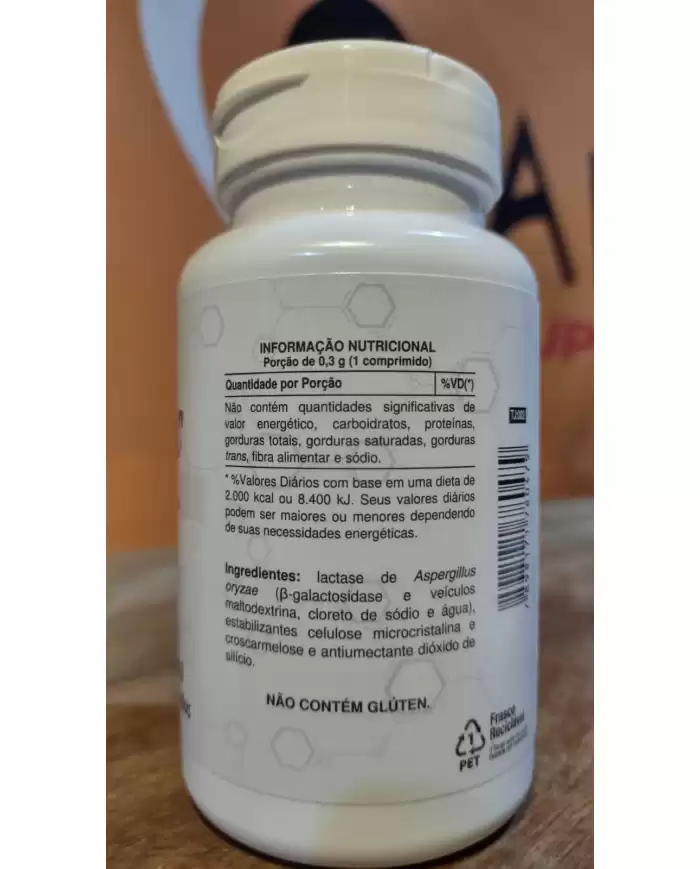 INFORMAÇÃO NUTRICIONAL
Porção de 0,3 g (1 comprimido)
Quantidade por Porção %VD(*)
Não contém quantidades significativas de
valor energético, carboidratos, proteínas,
gorduras totais, gorduras saturadas, gorduras
trans, fibra alimentar e sódio.
* %Valores Diários com base em uma dieta de
2.000 kcal ou 8.400 kJ. Seus valores diários
podem ser maiores ou menores dependendo
de suas necessidades energéticas.
Ingredientes: lactase de Aspergillus
oryzae (β-galactosidase e veículos
maltodextrina, cloreto de sódio e água),
estabilizantes celulose microcristalina e
croscarmelose e antiumectante dióxido de
silício.
NÃO CONTÉM GLÚTEN.
1
PET
Frasco
Reciclável
A
UP